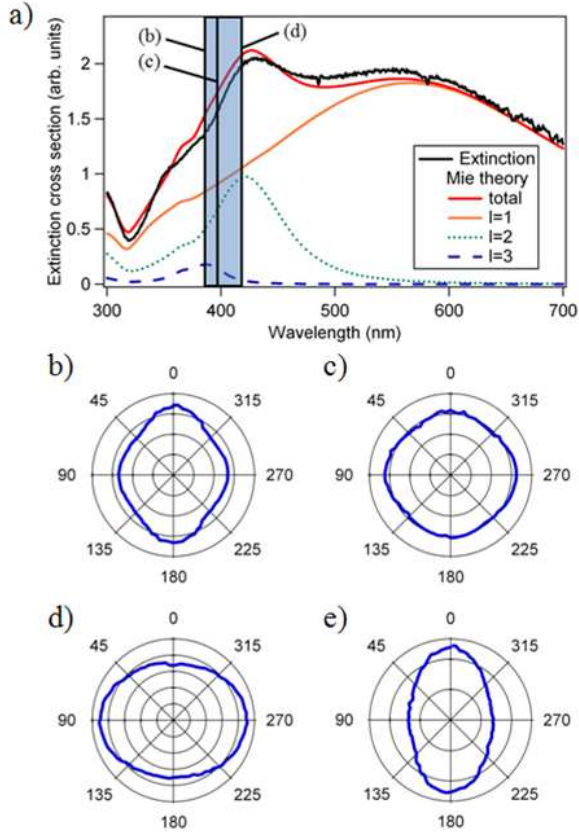 a)
(b)
(d)
(c)
Extinction cross section (arb. units)
2
1.5
1
0.5
0
Extinction
Mie theory
total
l=1
l=2
l=3
300
400
500
600
700
Wavelength (nm)
b)
0
45
315
90
270
135
225
180
c)
0
45
315
90
270
135
225
180
d)
0
45
315
90
270
135
225
180
e)
0
45
315
90
270
135
225
180